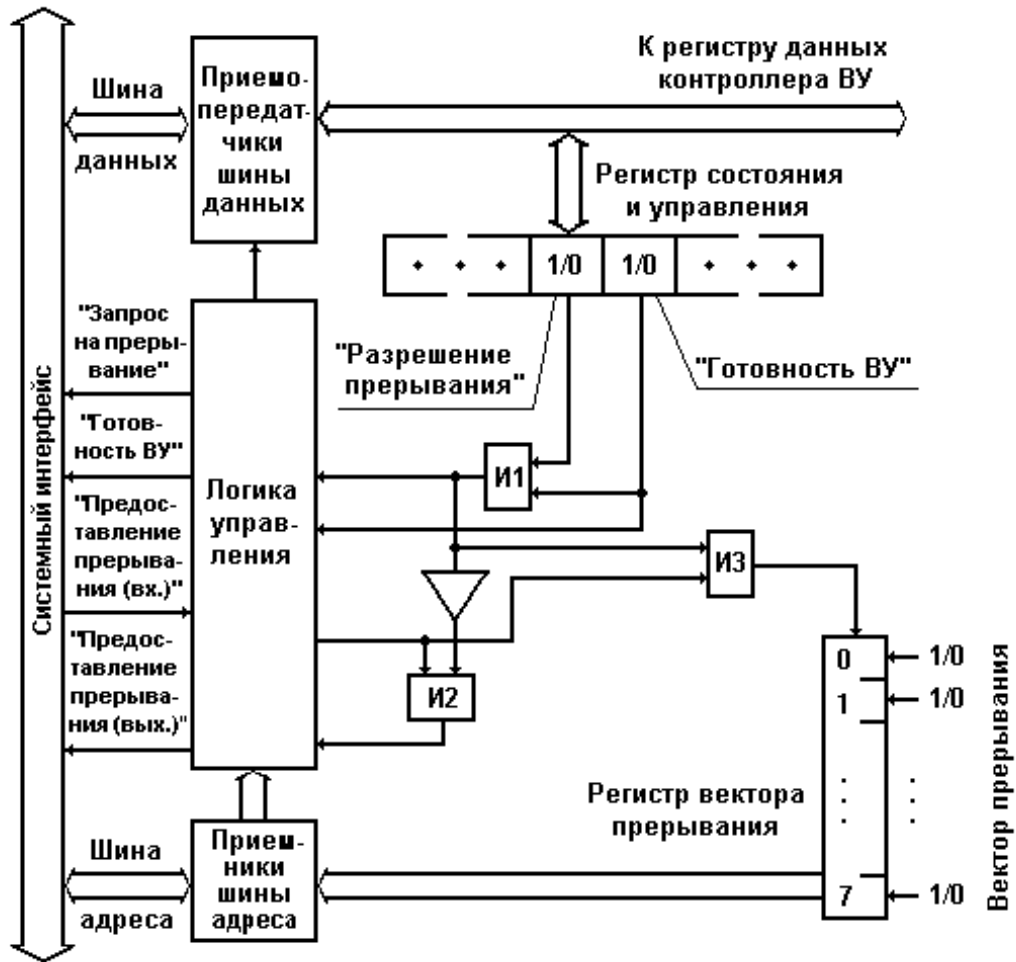 К регистру данных
контроллера ВУ
Шина
данных
Приемо-
передат-
чики
шины
данных
Регистр состояния
и управления
1/0
1/0
"Разрешение
прерывания"
"Готовность ВУ"
Системный интерфейс
"Запрос
на преры-
вание"
"Готов-
ность ВУ"
"Предос-
тавление
прерыва-
ния (вх.)"
"Предос-
тавление
прерыва-
ния (вых.)"
Логика
управ-
ления
И1
И3
И2
0
1/0
1
1/0
7
1/0
Вектор прерывания
Регистр вектора
прерывания
Шина
адреса
Прием-
ники
шины
адреса